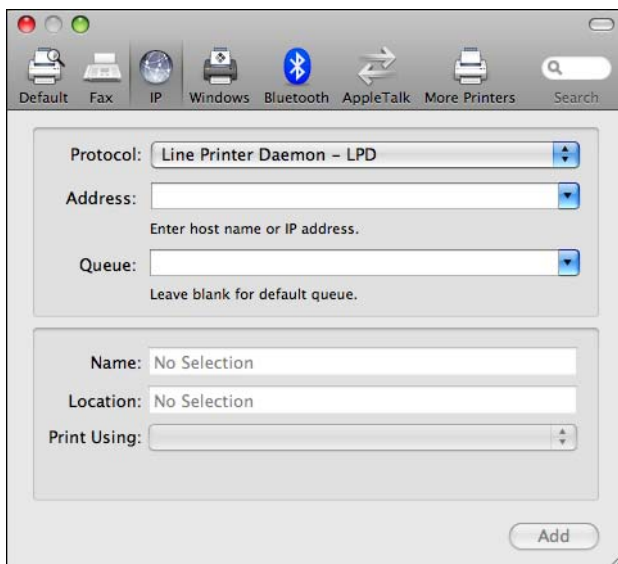 Default Fax IP Windows Bluetooth AppleTalk More Printers Search
Protocol: Line Printer Daemon – LPD
Address:
Enter host name or IP address.
Queue:
Leave blank for default queue.
Name: No Selection
Location: No Selection
Print Using:
Add